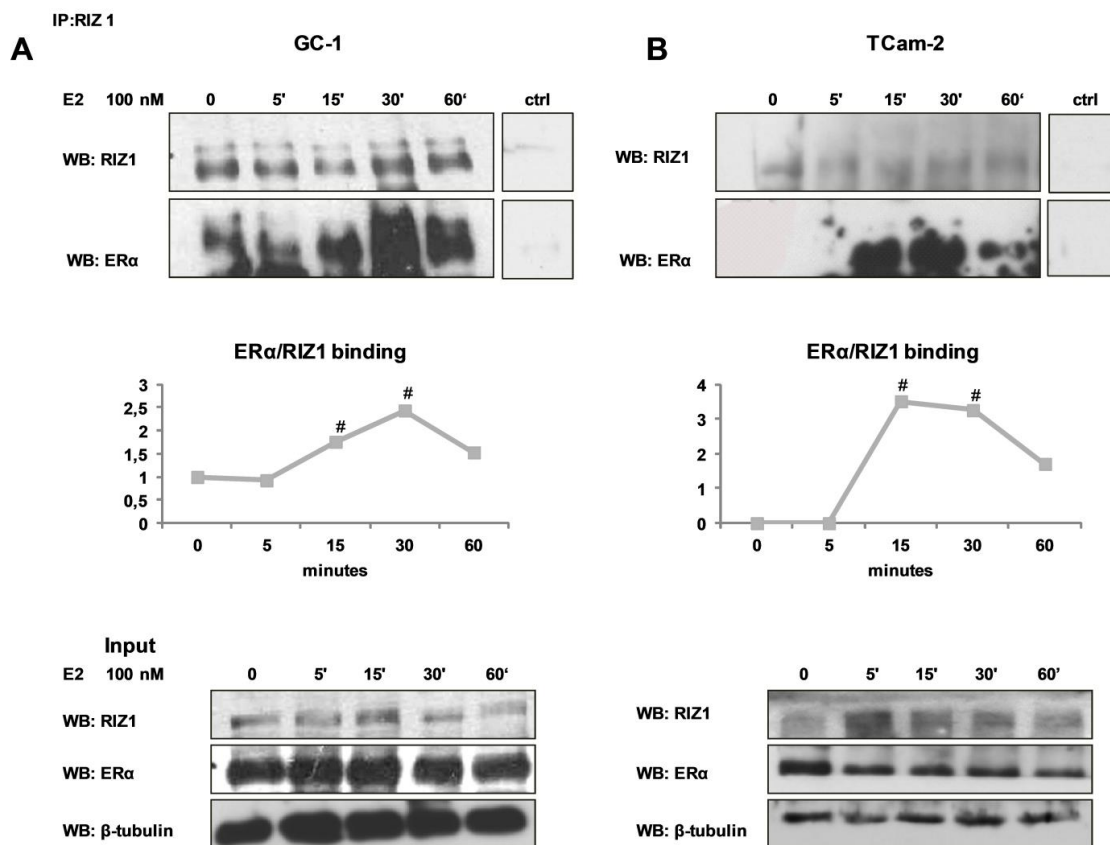 IP:RIZ 1
A
GC-1
E2 100 nM 0 5' 15' 30' 60‘ ctrl
WB: RIZ1
WB: ERα
ERα/RIZ1 binding
3
2,5
2
1,5
1
0,5
0
0 5 15 30 60
# #
minutes
Input
E2 100 nM 0 5' 15' 30' 60‘
WB: RIZ1
WB: ERα
WB: β-tubulin
B
TCam-2
0 5' 15' 30' 60‘ ctrl
WB: RIZ1
WB: ERα
ERα/RIZ1 binding
4
3
2
1
0
0 5 15 30 60
# #
minutes
0 5' 15' 30' 60’
WB: RIZ1
WB: ERα
WB: β-tubulin